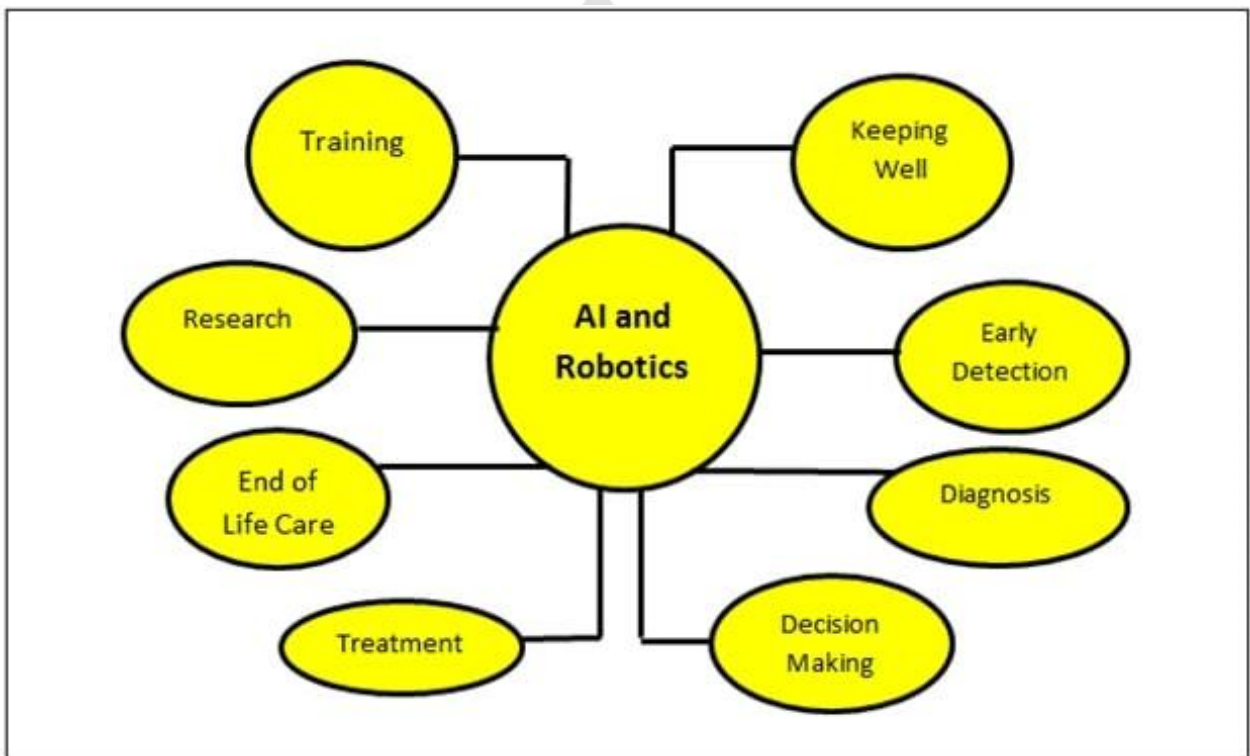 Training
Keeping
Well
AI and
Robotics
Research
Early
Detection
End of
Life Care
Diagnosis
Treatment
Decision
Making